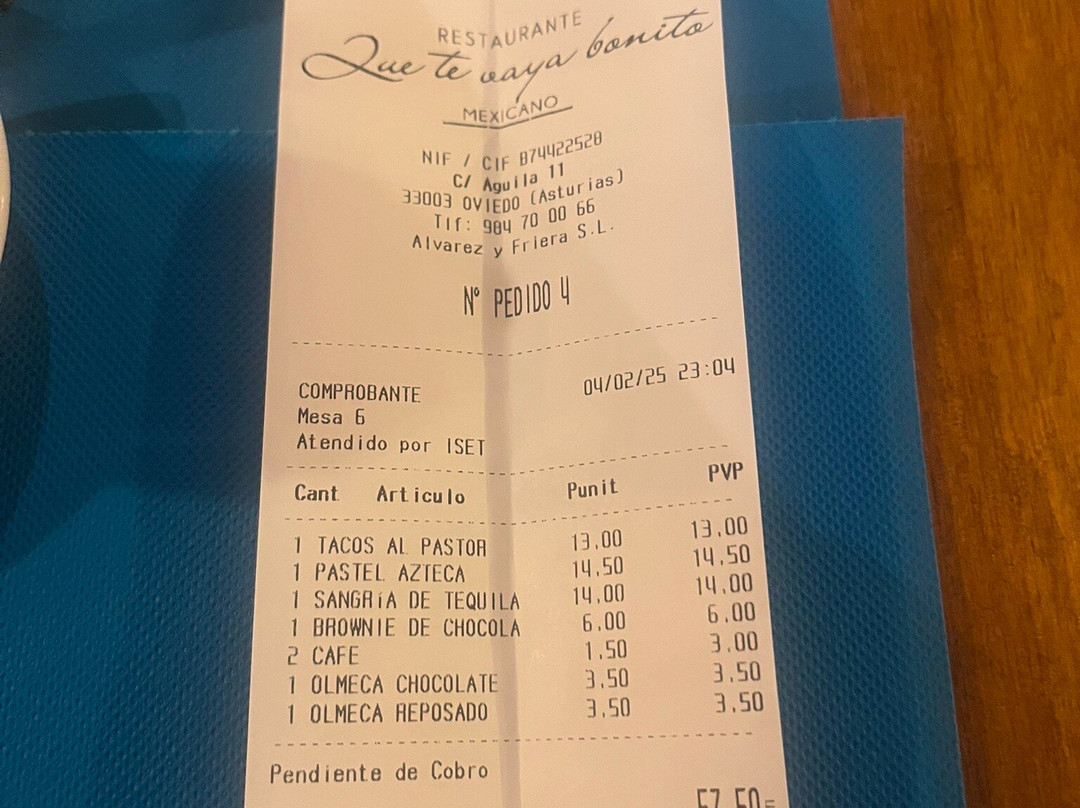 RESTAURANTE
Que te vaya bonito
MEXICANO
NIF / CIF B74422528
C/ Aguila 11
33003 OVIEDO (Asturias)
Tlf: 984 70 00 66
Alvarez y Friera S.L.
Nº PEDIDO 4
COMPROBANTE 04/02/25 23:04
Mesa 6
Atendido por ISET
Cant Articulo Punit PVP
1 TACOS AL PASTOR 13,00 13,00
1 PASTEL AZTECA 14,50 14,50
1 SANGRíA DE TEQUILA 14,00 14,00
1 BROWNIE DE CHOCOLA 6,00 6,00
2 CAFE 1,50 3,00
1 OLMECA CHOCOLATE 3,50 3,50
1 OLMECA REPOSADO 3,50 3,50
Pendiente de Cobro
57,50€